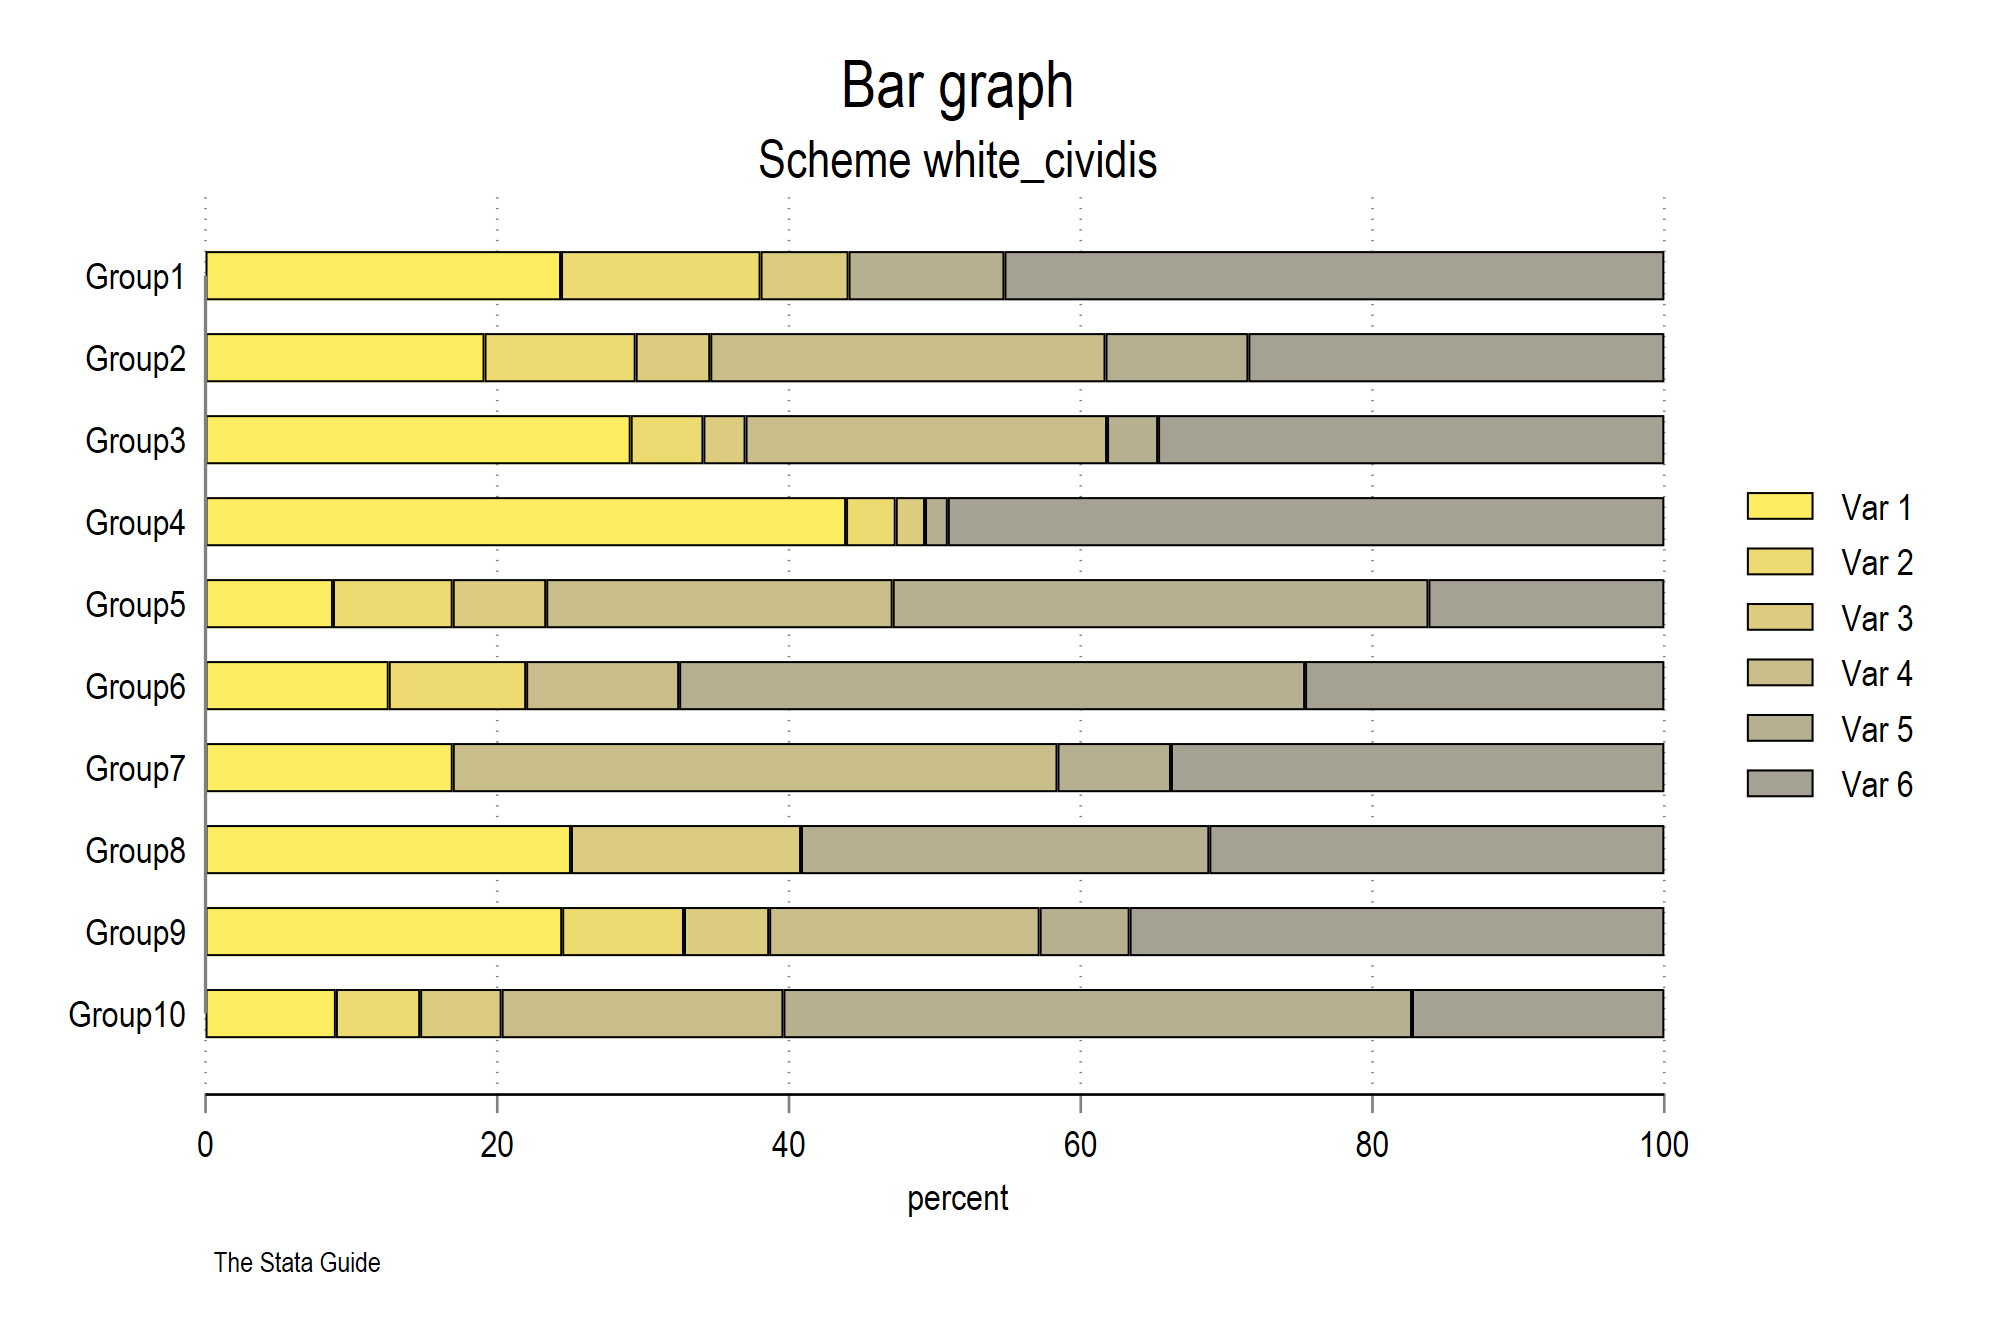 Bar graph
Scheme white_cividis
Group1
Group2
Group3
Group4
Group5
Group6
Group7
Group8
Group9
Group10
0 20 40 60 80 100
percent
Var 1
Var 2
Var 3
Var 4
Var 5
Var 6
The Stata Guide